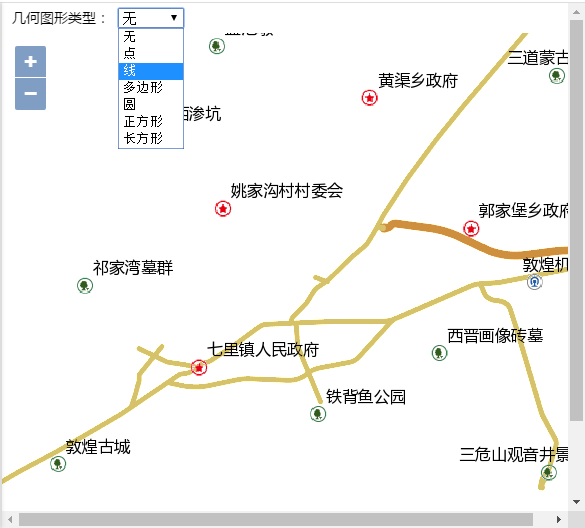 几何图形类型： 无
无
点
线
多边形
圆
正方形
长方形
+
−
三道蒙古
黄渠乡政府
渗坑
姚家沟村村委会
郭家堡乡政府
祁家湾墓群
敦煌机
西晋画像砖墓
七里镇人民政府
铁背鱼公园
敦煌古城
三危山观音井景